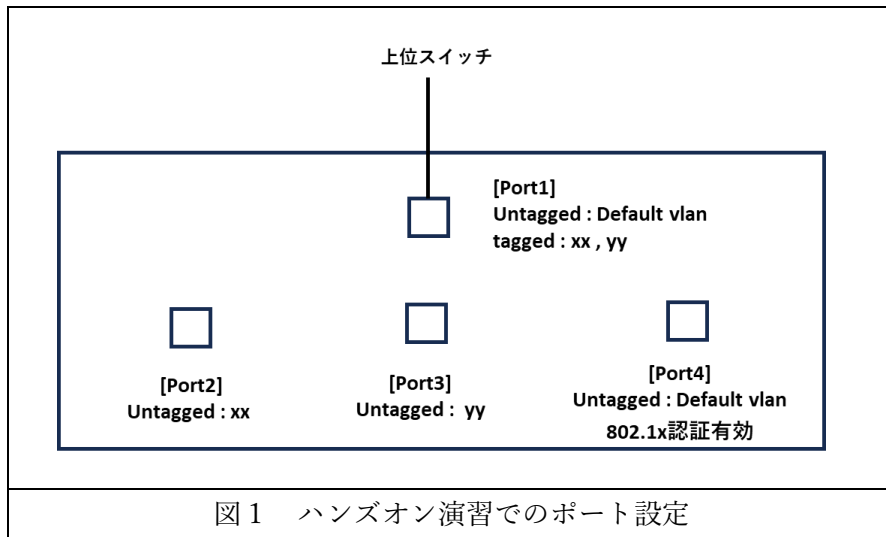 上位スイッチ
[Port1]
Untagged : Default vlan
tagged : xx , yy
[Port2]
Untagged : xx
[Port3]
Untagged : yy
[Port4]
Untagged : Default vlan
802.1x認証有効
図1 ハンズオン演習でのポート設定